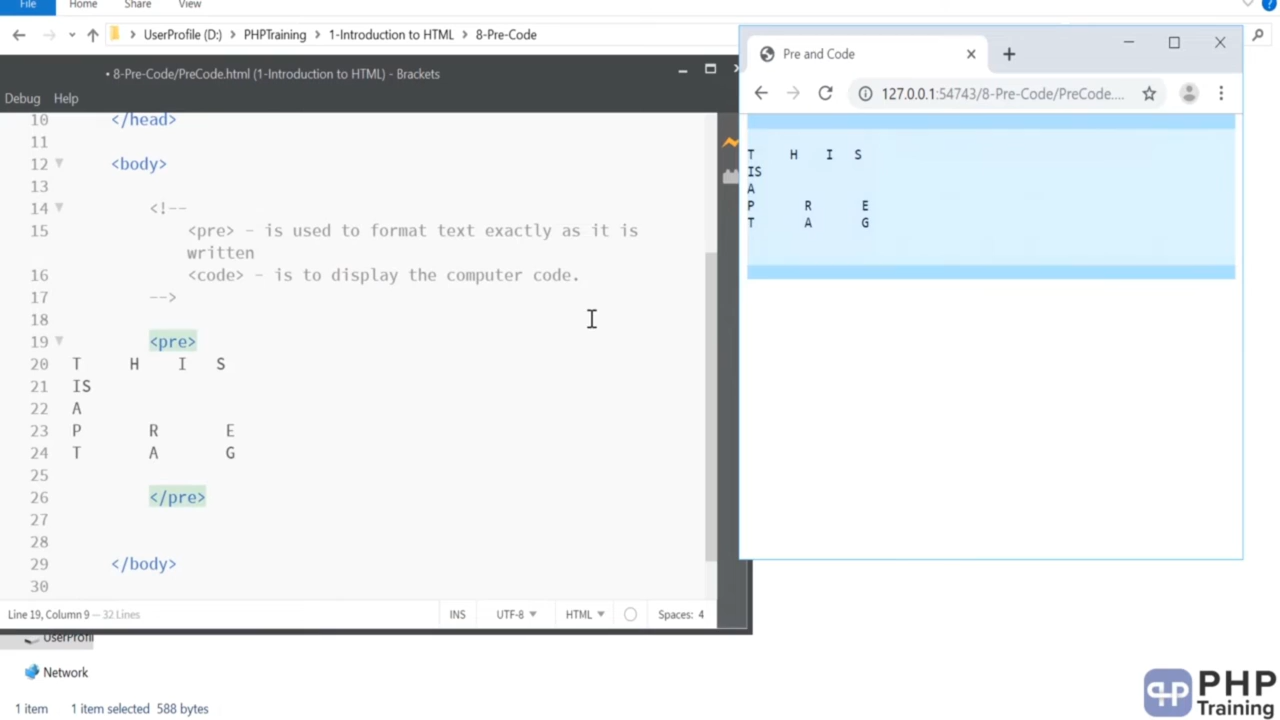 File Home Share View
UserProfile (D:) PHPTraining 1-Introduction to HTML 8-Pre-Code
• 8-Pre-Code/PreCode.html (1-Introduction to HTML) - Brackets
Debug Help
10 </head>
11
12 <body>
13
14 <!--
15 <pre> - is used to format text exactly as it is
written
16 <code> - is to display the computer code.
17 -->
18
19 <pre>
20 T H I S
21 IS
22 A
23 P R E
24 T A G
25
26 </pre>
27
28
29 </body>
30
Line 19, Column 9 — 32 Lines INS UTF-8 HTML Spaces: 4
Pre and Code
127.0.0.1:54743/8-Pre-Code/PreCode....
T H I S
IS
A
P R E
T A G
Network
1 item 1 item selected 588 bytes
PHP
Training